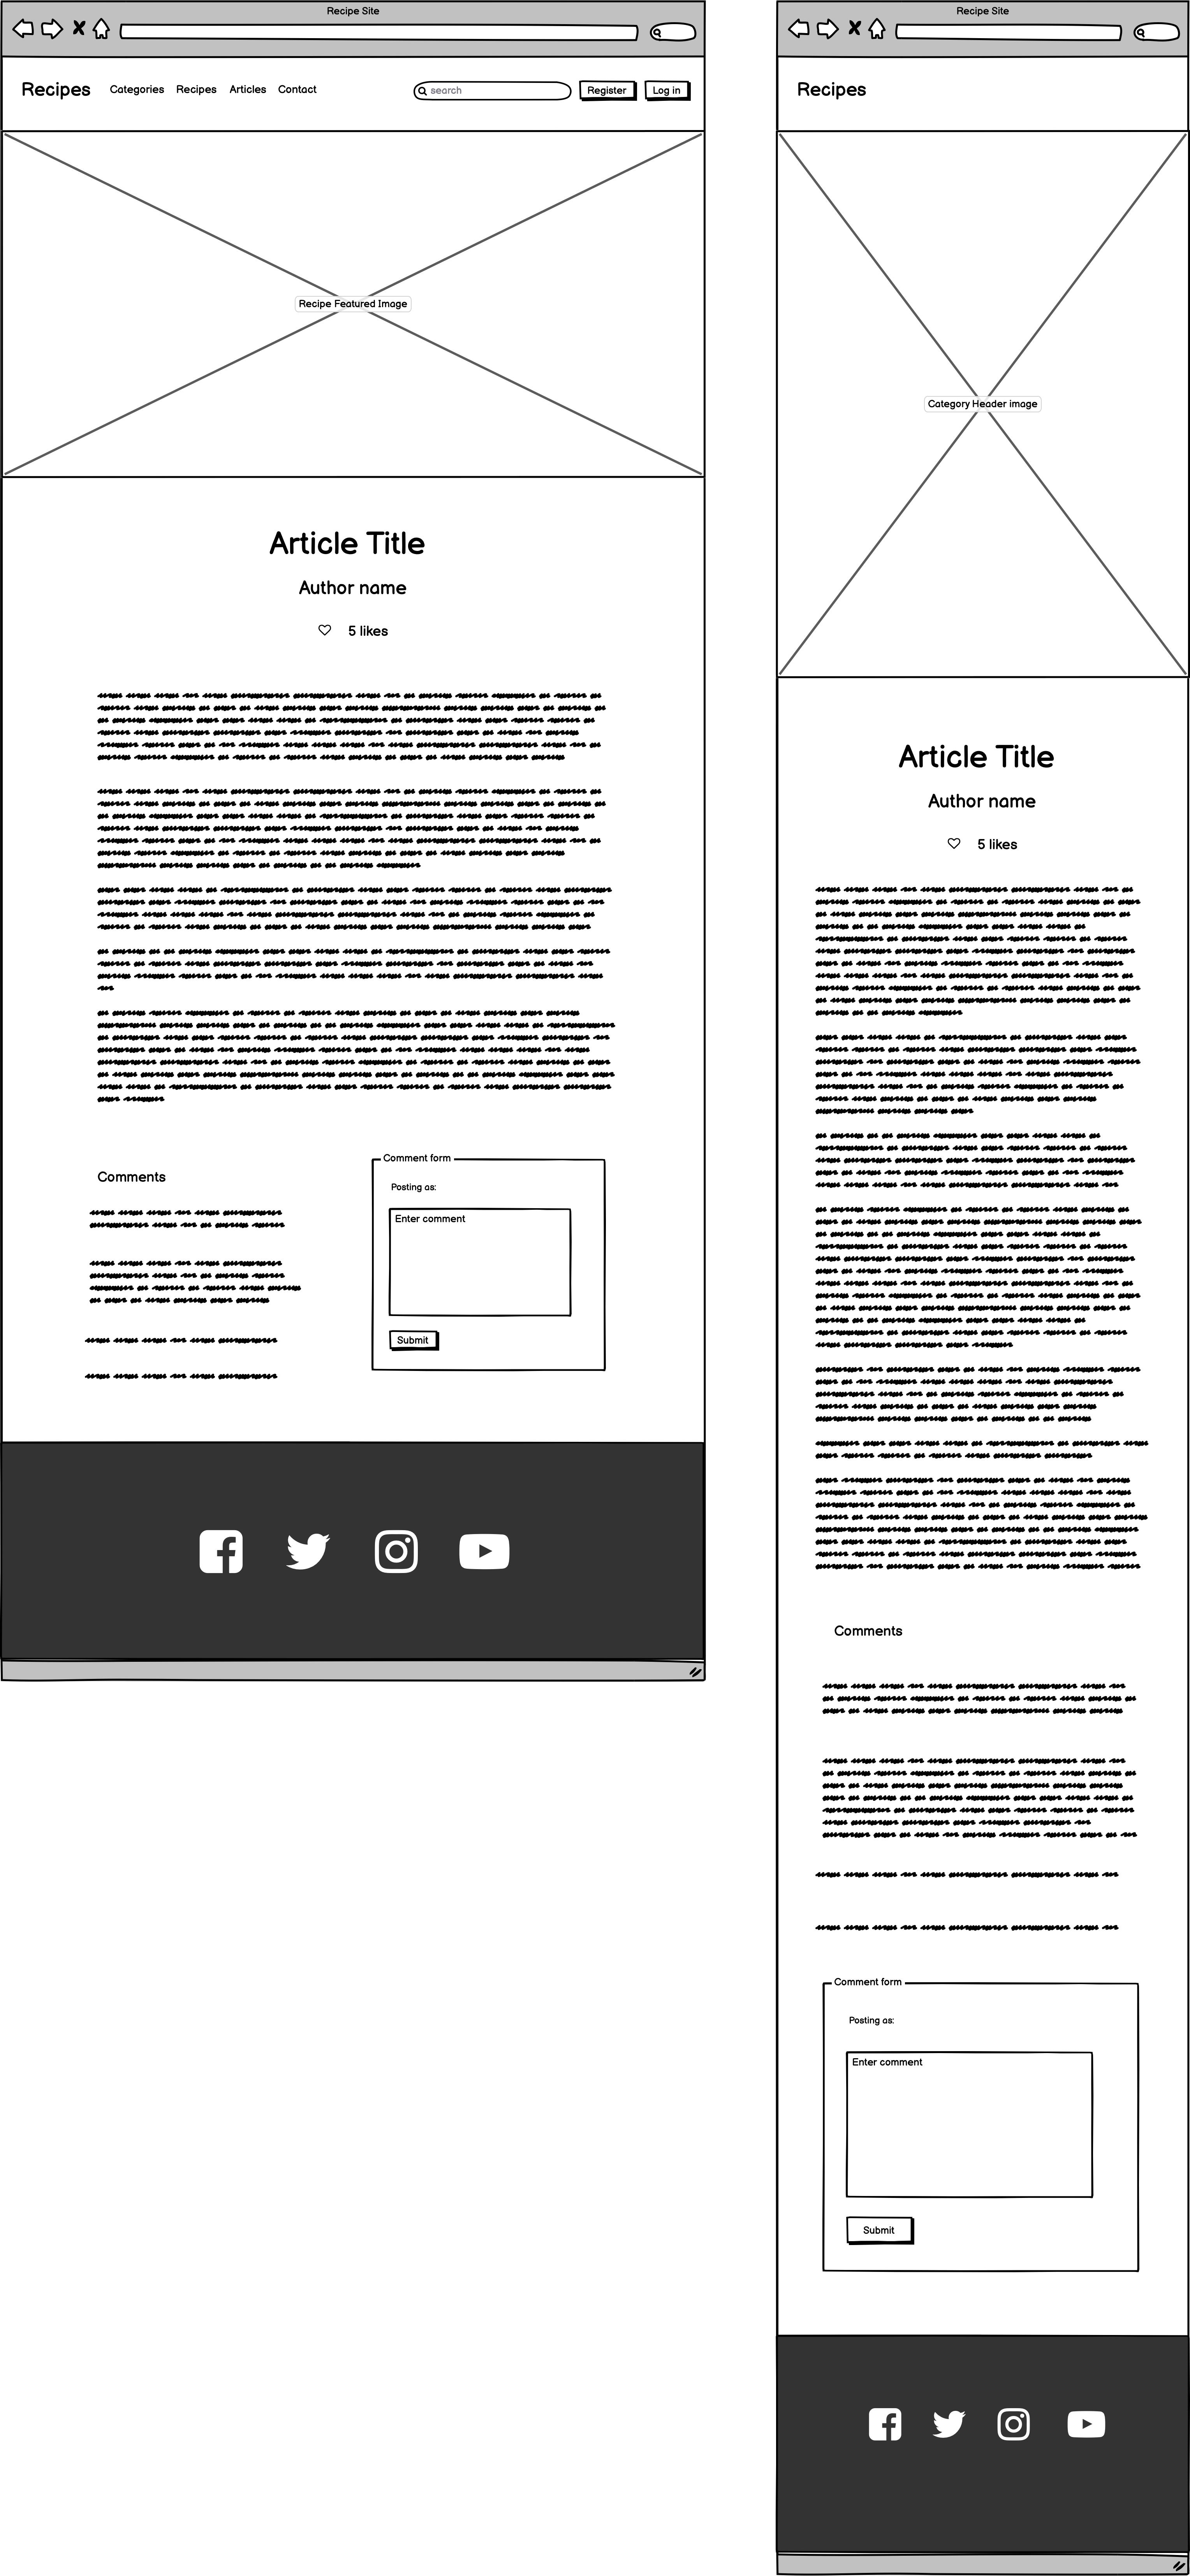 Recipe Site
Recipes Categories Recipes Articles Contact search Register Log in
Recipe Featured Image
Article Title
Author name
5 likes
Comments
Comment form
Posting as:
Enter comment
Submit
Recipe Site
Recipes
Category Header image
Article Title
Author name
5 likes
Comments
Comment form
Posting as:
Enter comment
Submit